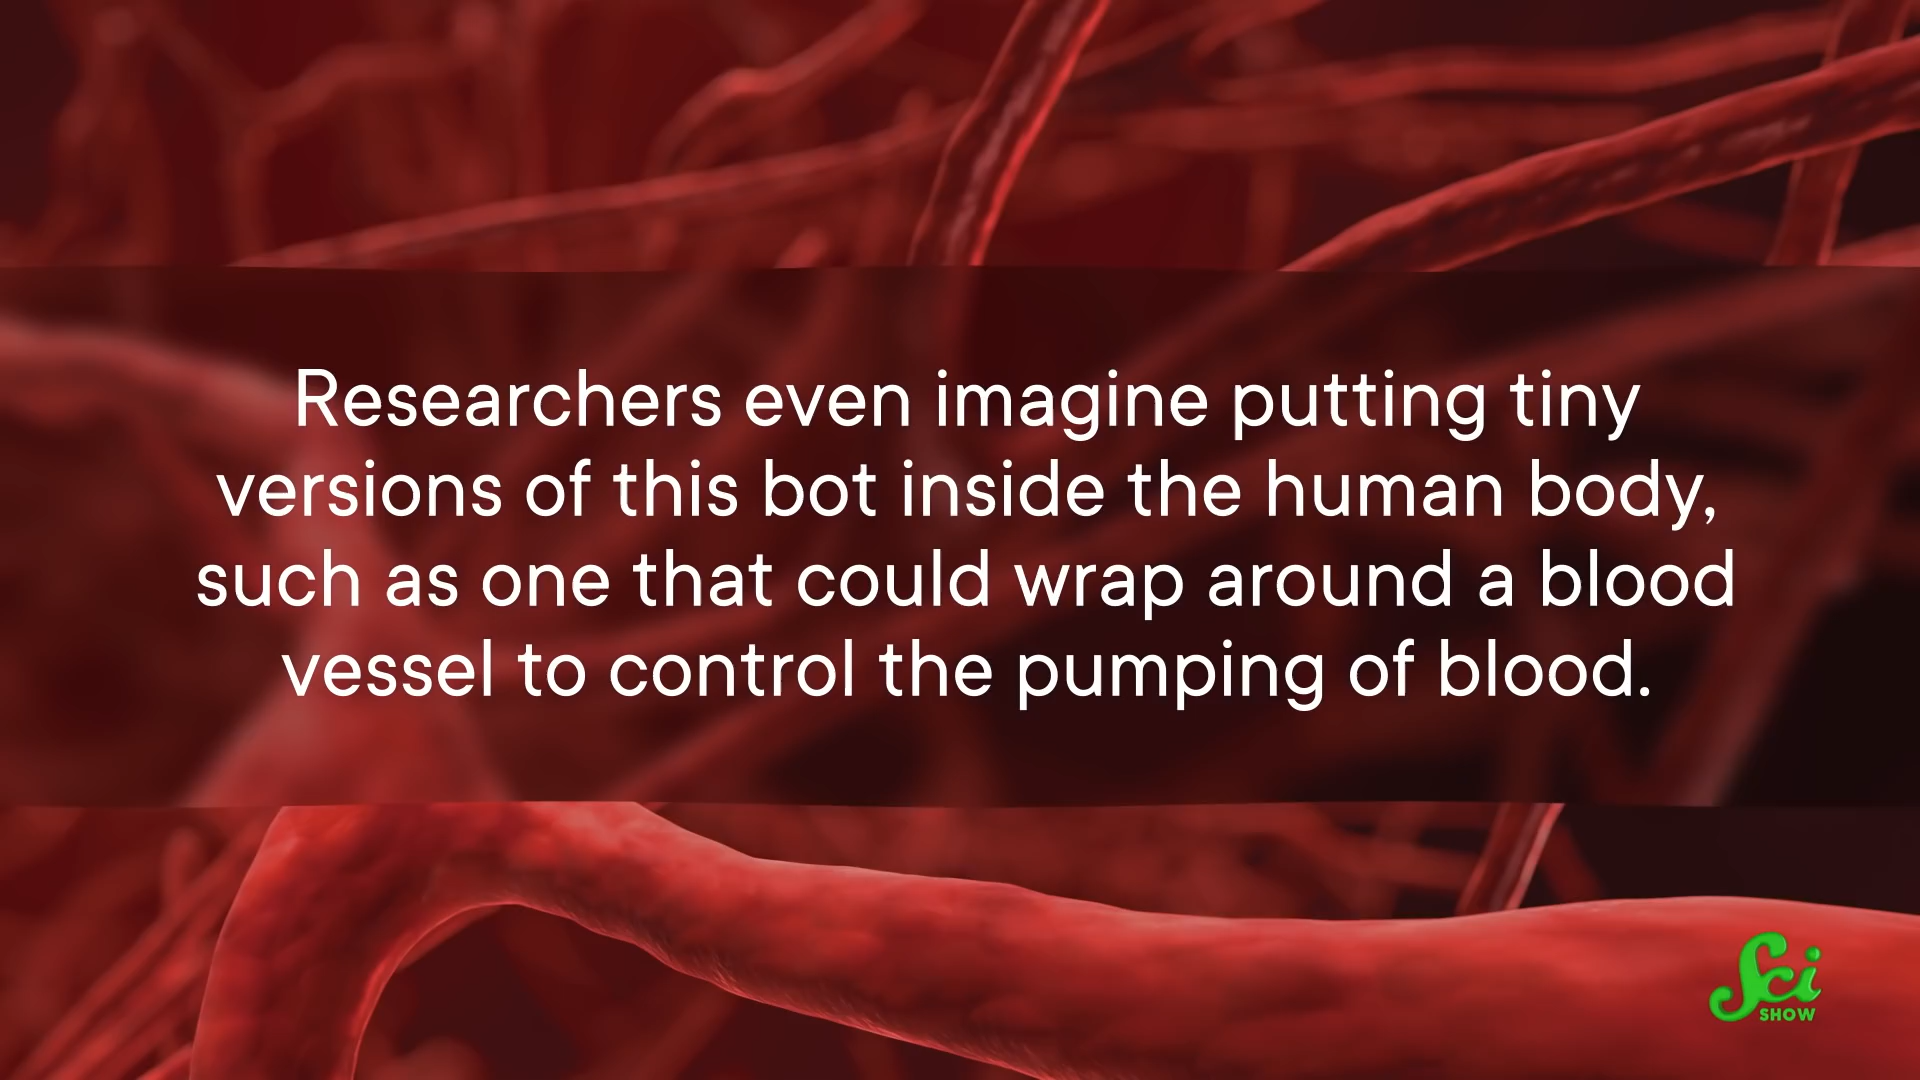 Researchers even imagine putting tiny
versions of this bot inside the human body,
such as one that could wrap around a blood
vessel to control the pumping of blood.
Sci
SHOW